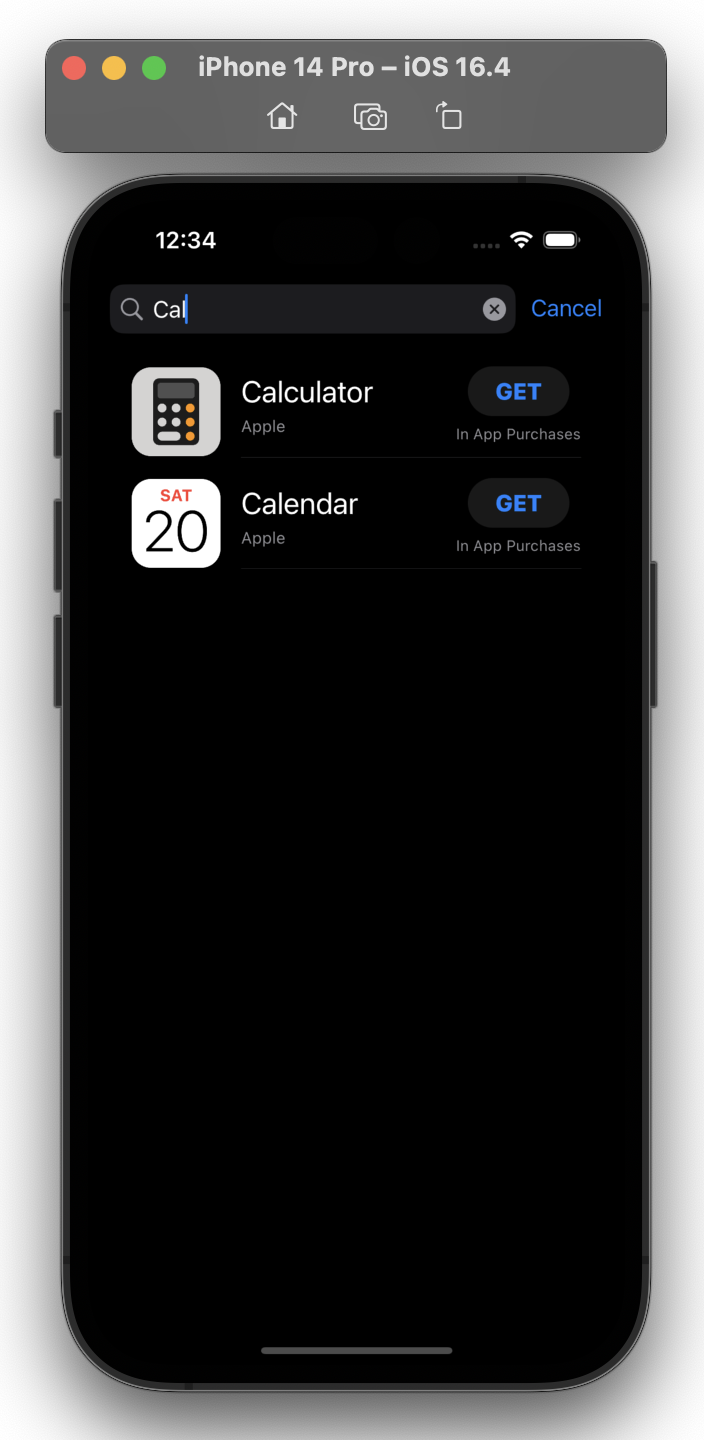 iPhone 14 Pro – iOS 16.4
12:34
Cal
Cancel
Calculator
GET
Apple
In App Purchases
SAT
20
Calendar
GET
Apple
In App Purchases